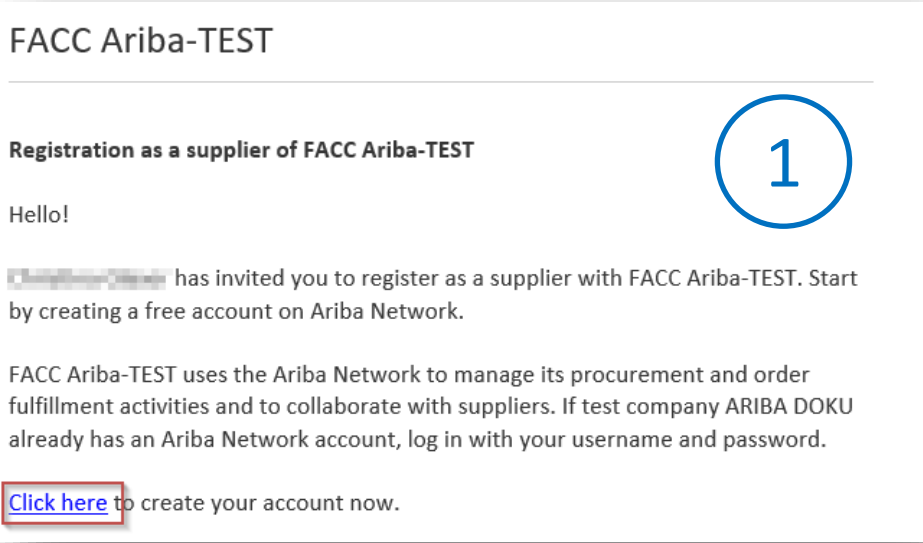 FACC Ariba-TEST
Registration as a supplier of FACC Ariba-TEST
1
Hello!
has invited you to register as a supplier with FACC Ariba-TEST. Start
by creating a free account on Ariba Network.
FACC Ariba-TEST uses the Ariba Network to manage its procurement and order
fulfillment activities and to collaborate with suppliers. If test company ARIBA DOKU
already has an Ariba Network account, log in with your username and password.
Click here to create your account now.